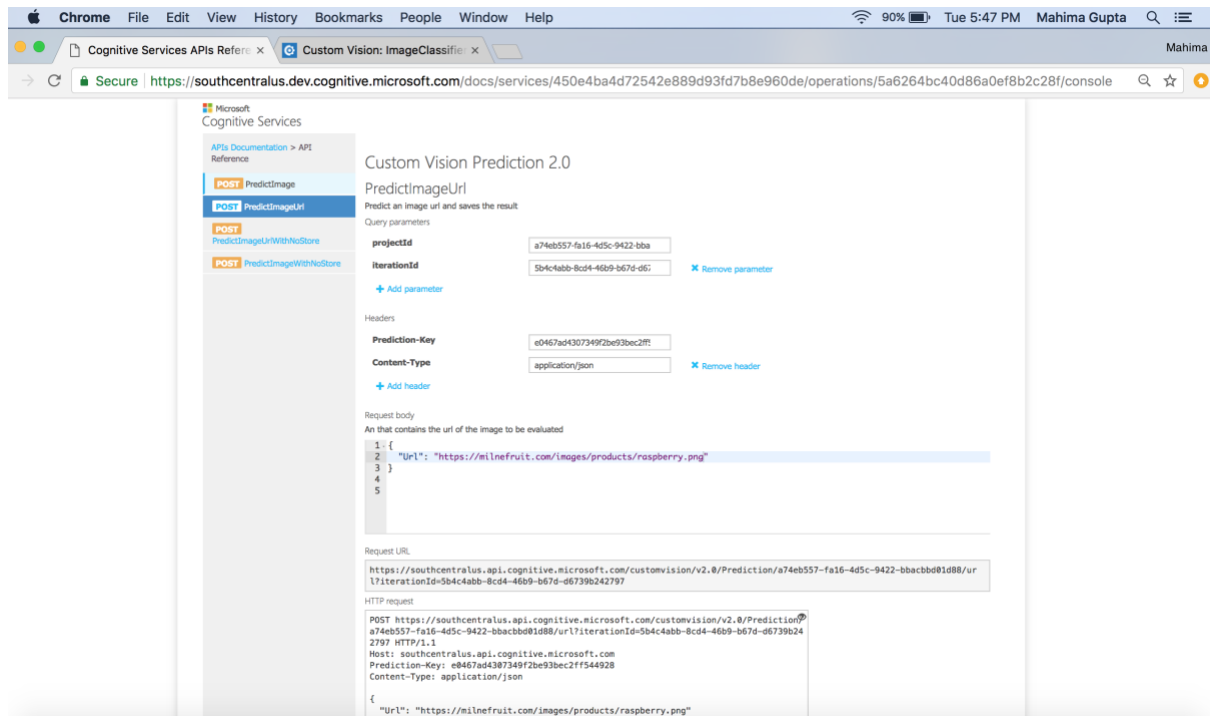 Chrome File Edit View History Bookmarks People Window Help 90% Tue 5:47 PM Mahima Gupta
Cognitive Services APIs Refere × Custom Vision: ImageClassifier × Mahima
Secure https://southcentralus.dev.cognitive.microsoft.com/docs/services/450e4ba4d72542e889d93fd7b8e960de/operations/5a6264bc40d86a0ef8b2c28f/console
Microsoft
Cognitive Services
APIs Documentation > API
Reference
POST PredictImage
POST PredictImageUrl
POST
PredictImageUrlWithNoStore
POST PredictImageWithNoStore
Custom Vision Prediction 2.0
PredictImageUrl
Predict an image url and saves the result
Query parameters
projectId a74eb557-fa16-4d5c-9422-bba
iterationId 5b4c4abb-8cd4-46b9-b67d-d67 × Remove parameter
+ Add parameter
Headers
Prediction-Key e0467ad4307349f2be93bec2ff5
Content-Type application/json × Remove header
+ Add header
Request body
An that contains the url of the image to be evaluated
1 {
2 "Url": "https://milnefruit.com/images/products/raspberry.png"
3 }
4
5
Request URL
https://southcentralus.api.cognitive.microsoft.com/customvision/v2.0/Prediction/a74eb557-fa16-4d5c-9422-bbacbbd01d88/ur
l?iterationId=5b4c4abb-8cd4-46b9-b67d-d6739b242797
HTTP request
POST https://southcentralus.api.cognitive.microsoft.com/customvision/v2.0/Prediction/
a74eb557-fa16-4d5c-9422-bbacbbd01d88/url?iterationId=5b4c4abb-8cd4-46b9-b67d-d6739b24
2797 HTTP/1.1
Host: southcentralus.api.cognitive.microsoft.com
Prediction-Key: e0467ad4307349f2be93bec2ff544928
Content-Type: application/json
{
"Url": "https://milnefruit.com/images/products/raspberry.png"